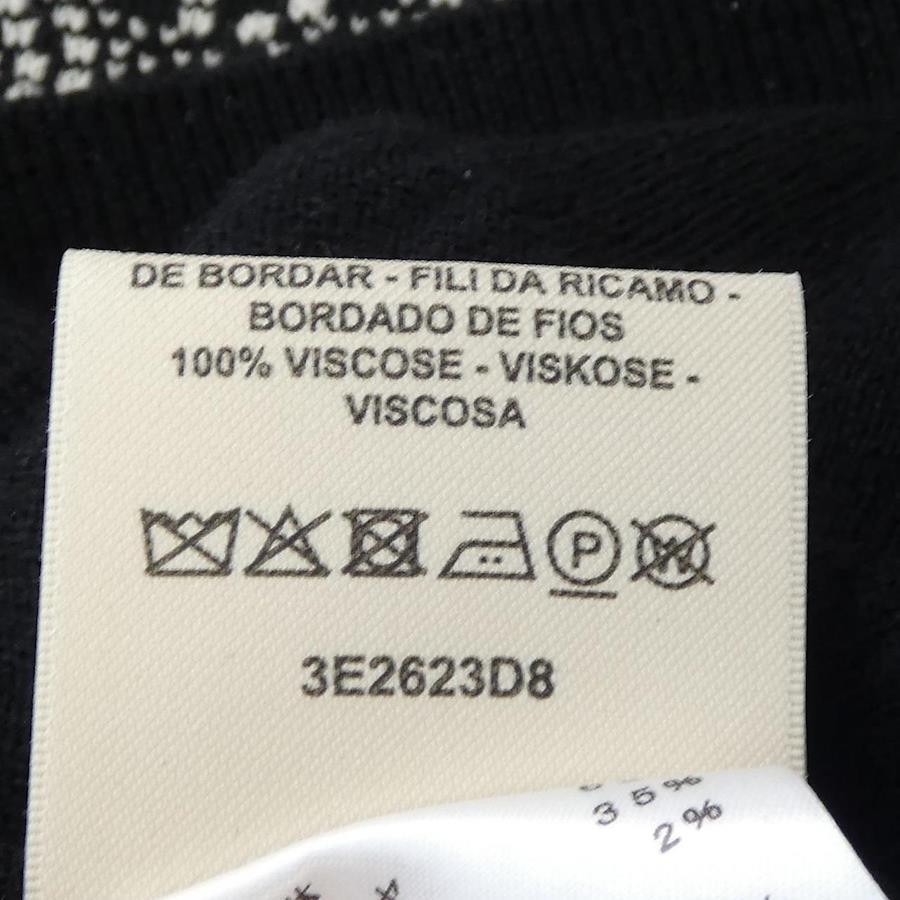 DE BORDAR - FILI DA RICAMO -
BORDADO DE FIOS
100% VISCOSE - VISKOSE -
VISCOSA
P W
3E2623D8
35%
2%